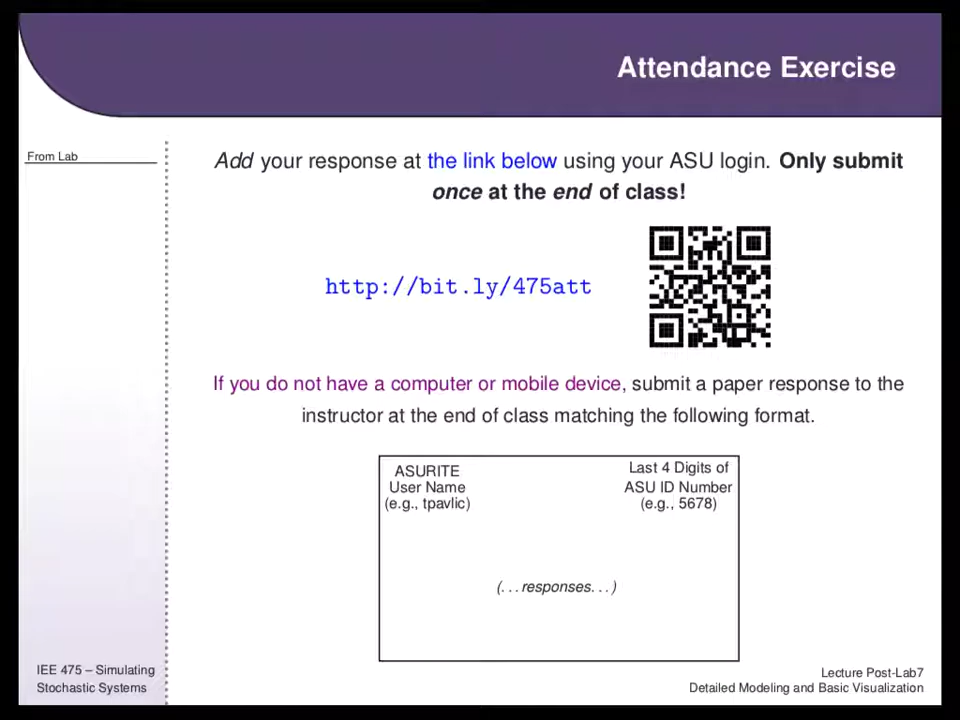 Attendance Exercise
From Lab
Add your response at the link below using your ASU login. Only submit
once at the end of class!
http://bit.ly/475att
If you do not have a computer or mobile device, submit a paper response to the
instructor at the end of class matching the following format.
ASURITE
User Name
(e.g., tpavlic)
Last 4 Digits of
ASU ID Number
(e.g., 5678)
(. . . responses. . . )
IEE 475 – Simulating
Stochastic Systems
Lecture Post-Lab7
Detailed Modeling and Basic Visualization